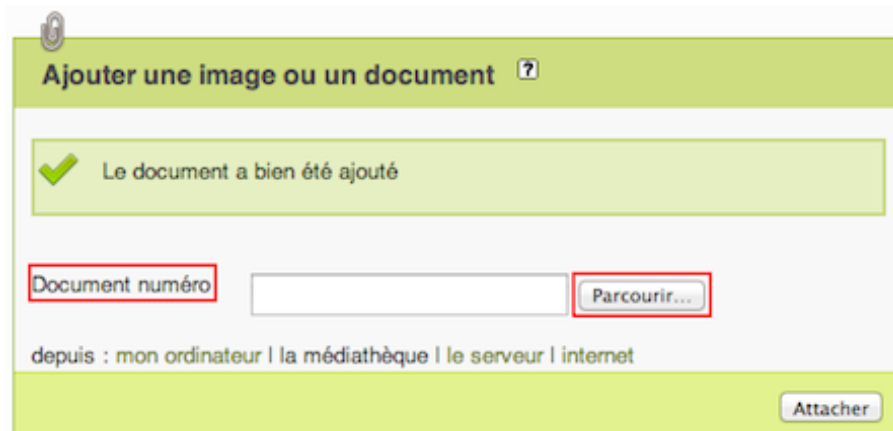 Ajouter une image ou un document ?
Le document a bien été ajouté
Document numéro Parcourir...
depuis : mon ordinateur | la médiathèque | le serveur | internet
Attacher